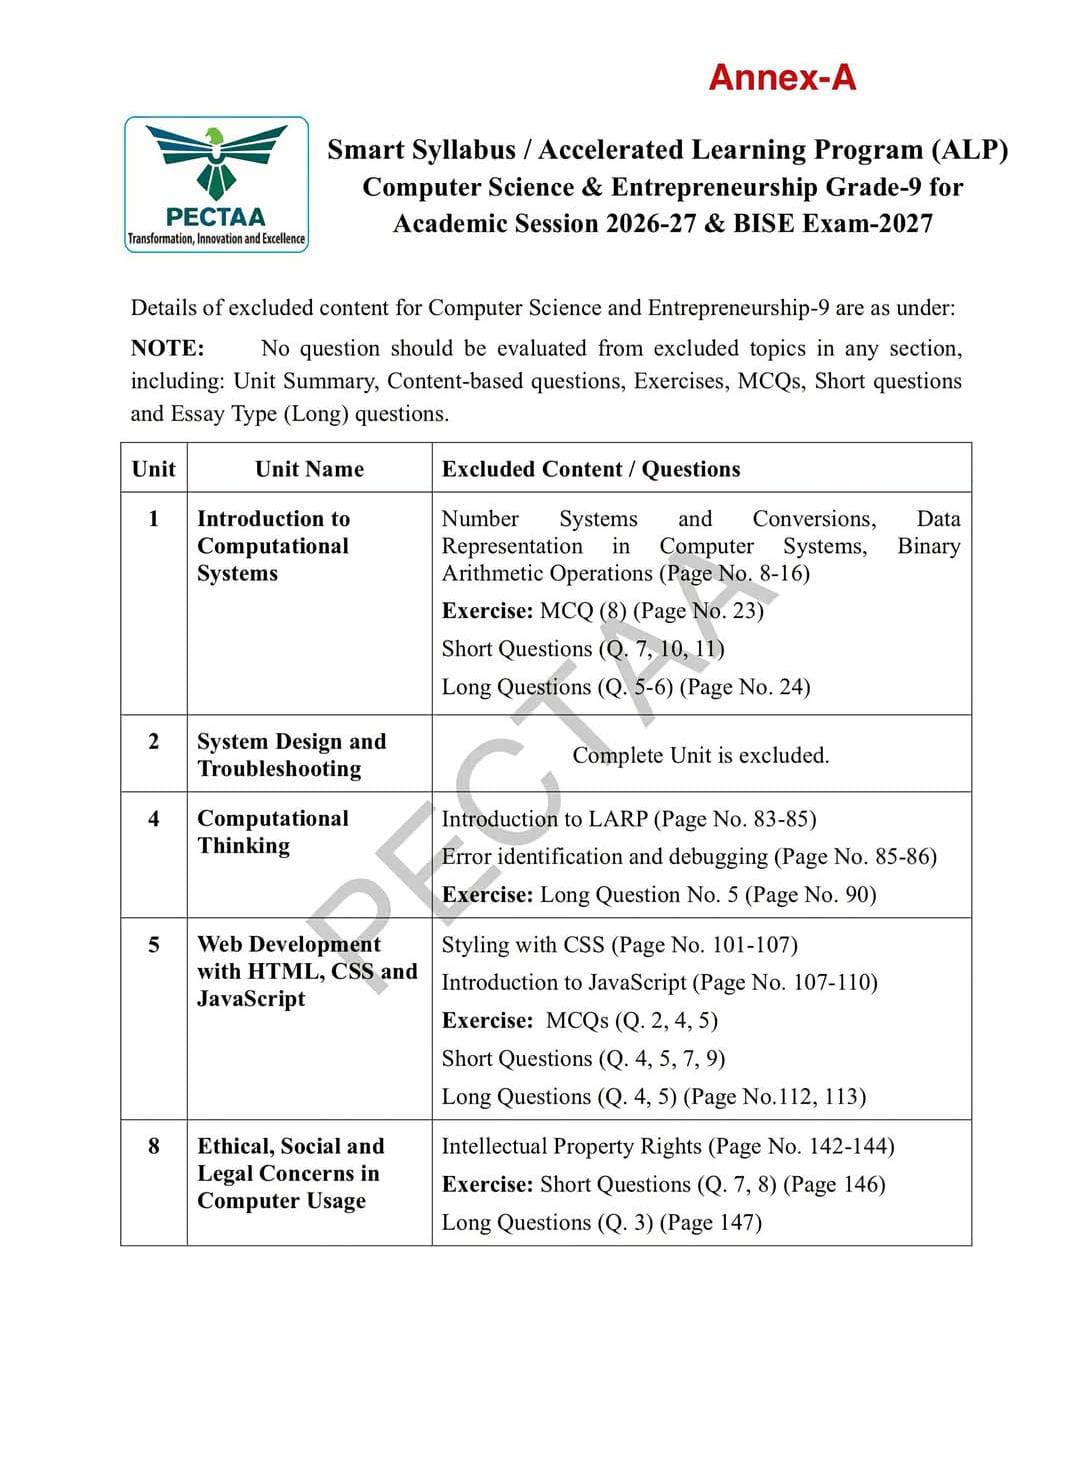 Annex-A
PECTAA
Transformation, Innovation and Excellence
Smart Syllabus / Accelerated Learning Program (ALP)
Computer Science & Entrepreneurship Grade-9 for
Academic Session 2026-27 & BISE Exam-2027
Details of excluded content for Computer Science and Entrepreneurship-9 are as under:
NOTE: No question should be evaluated from excluded topics in any section,
including: Unit Summary, Content-based questions, Exercises, MCQs, Short questions
and Essay Type (Long) questions.
Unit Unit Name Excluded Content / Questions
1
Introduction to
Computational
Systems
Number Systems and Conversions, Data
Representation in Computer Systems, Binary
Arithmetic Operations (Page No. 8-16)
Exercise: MCQ (8) (Page No. 23)
Short Questions (Q. 7, 10, 11)
Long Questions (Q. 5-6) (Page No. 24)
2
System Design and
Troubleshooting
Complete Unit is excluded.
4
Computational
Thinking
Introduction to LARP (Page No. 83-85)
Error identification and debugging (Page No. 85-86)
Exercise: Long Question No. 5 (Page No. 90)
5
Web Development
with HTML, CSS and
JavaScript
Styling with CSS (Page No. 101-107)
Introduction to JavaScript (Page No. 107-110)
Exercise: MCQs (Q. 2, 4, 5)
Short Questions (Q. 4, 5, 7, 9)
Long Questions (Q. 4, 5) (Page No.112, 113)
8
Ethical, Social and
Legal Concerns in
Computer Usage
Intellectual Property Rights (Page No. 142-144)
Exercise: Short Questions (Q. 7, 8) (Page 146)
Long Questions (Q. 3) (Page 147)
PECTAA